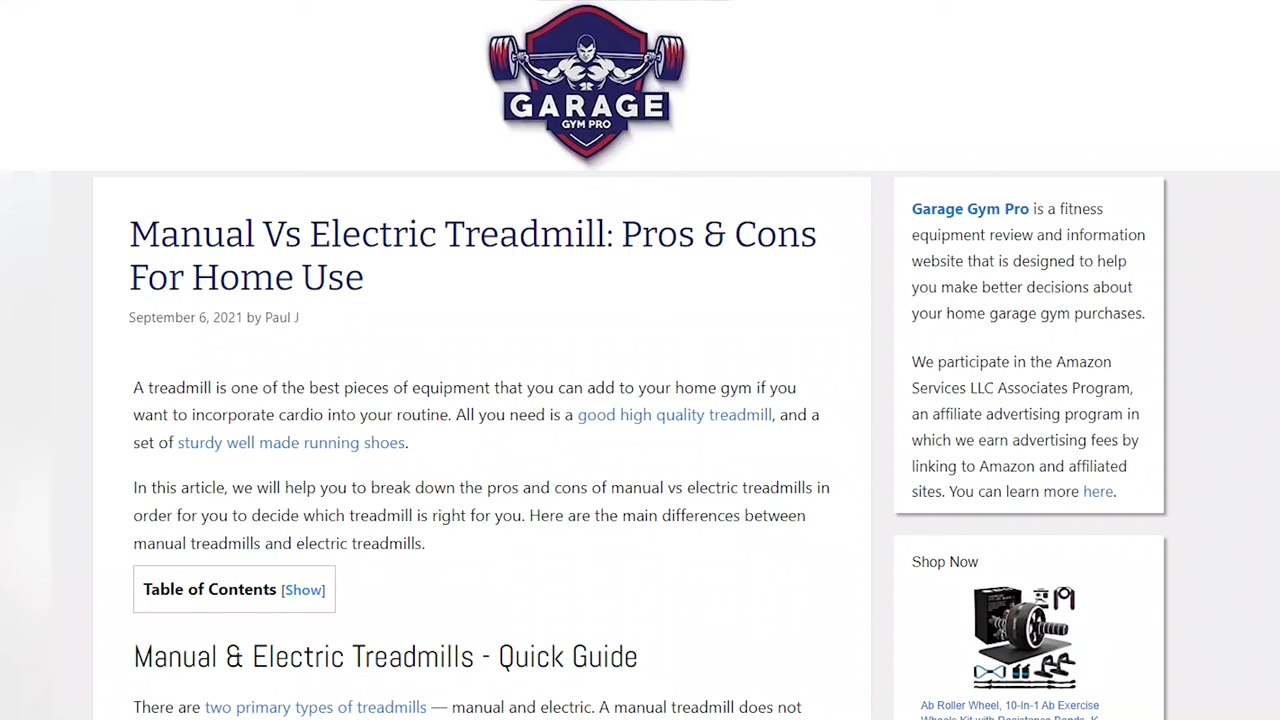 GARAGE
GYM PRO
Manual Vs Electric Treadmill: Pros & Cons
For Home Use
September 6, 2021 by Paul J
A treadmill is one of the best pieces of equipment that you can add to your home gym if you
want to incorporate cardio into your routine. All you need is a good high quality treadmill, and a
set of sturdy well made running shoes.
In this article, we will help you to break down the pros and cons of manual vs electric treadmills in
order for you to decide which treadmill is right for you. Here are the main differences between
manual treadmills and electric treadmills.
Table of Contents [Show]
Manual & Electric Treadmills - Quick Guide
There are two primary types of treadmills — manual and electric. A manual treadmill does not
Garage Gym Pro is a fitness
equipment review and information
website that is designed to help
you make better decisions about
your home garage gym purchases.
We participate in the Amazon
Services LLC Associates Program,
an affiliate advertising program in
which we earn advertising fees by
linking to Amazon and affiliated
sites. You can learn more here.
Shop Now
Ab Roller Wheel, 10-In-1 Ab Exercise
Wheels Kit with Resistance Bands, K